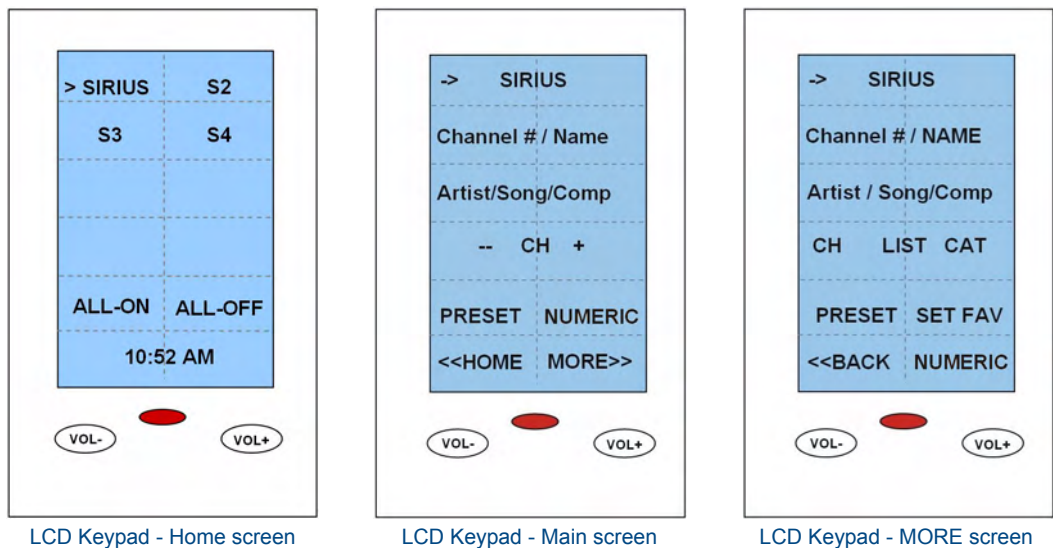 > SIRIUS S2
S3 S4
ALL-ON ALL-OFF
10:52 AM
VOL- VOL+
LCD Keypad - Home screen
-> SIRIUS
Channel # / Name
Artist/Song/Comp
-- CH +
PRESET NUMERIC
<<HOME MORE>>
VOL- VOL+
LCD Keypad - Main screen
-> SIRIUS
Channel # / NAME
Artist / Song/Comp
CH LIST CAT
PRESET SET FAV
<<BACK NUMERIC
VOL- VOL+
LCD Keypad - MORE screen